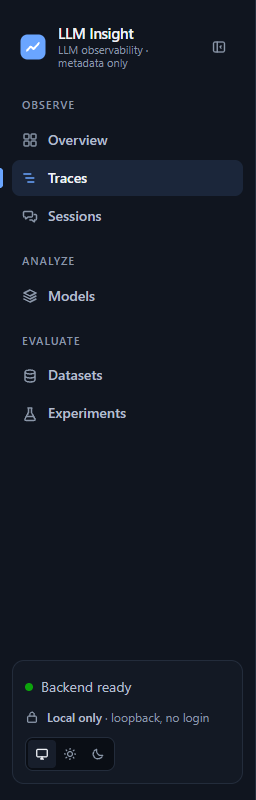 LLM Insight
LLM observability ·
metadata only
OBSERVE
Overview
Traces
Sessions
ANALYZE
Models
EVALUATE
Datasets
Experiments
Backend ready
Local only · loopback, no login